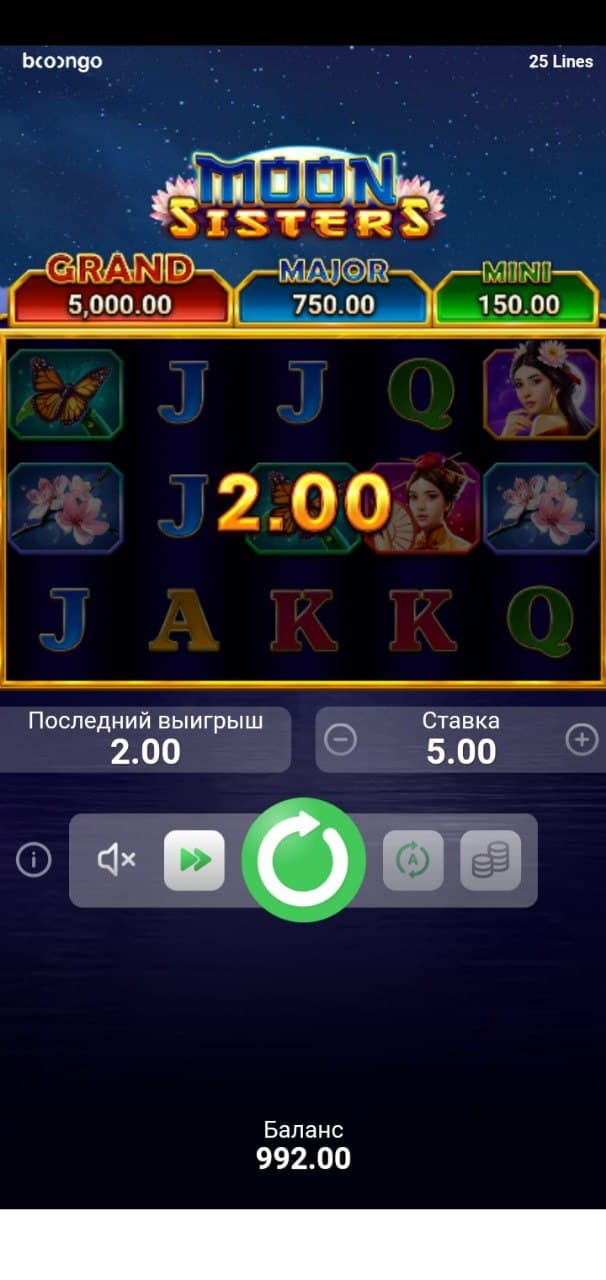 booongo
25 Lines
MOON
SISTERS
GRAND
MAJOR
MINI
5,000.00
750.00
150.00
J
J
Q
J
2.00
J
A
K
K
Q
Последний выигрыш
2.00
Ставка
5.00
A
Баланс
992.00